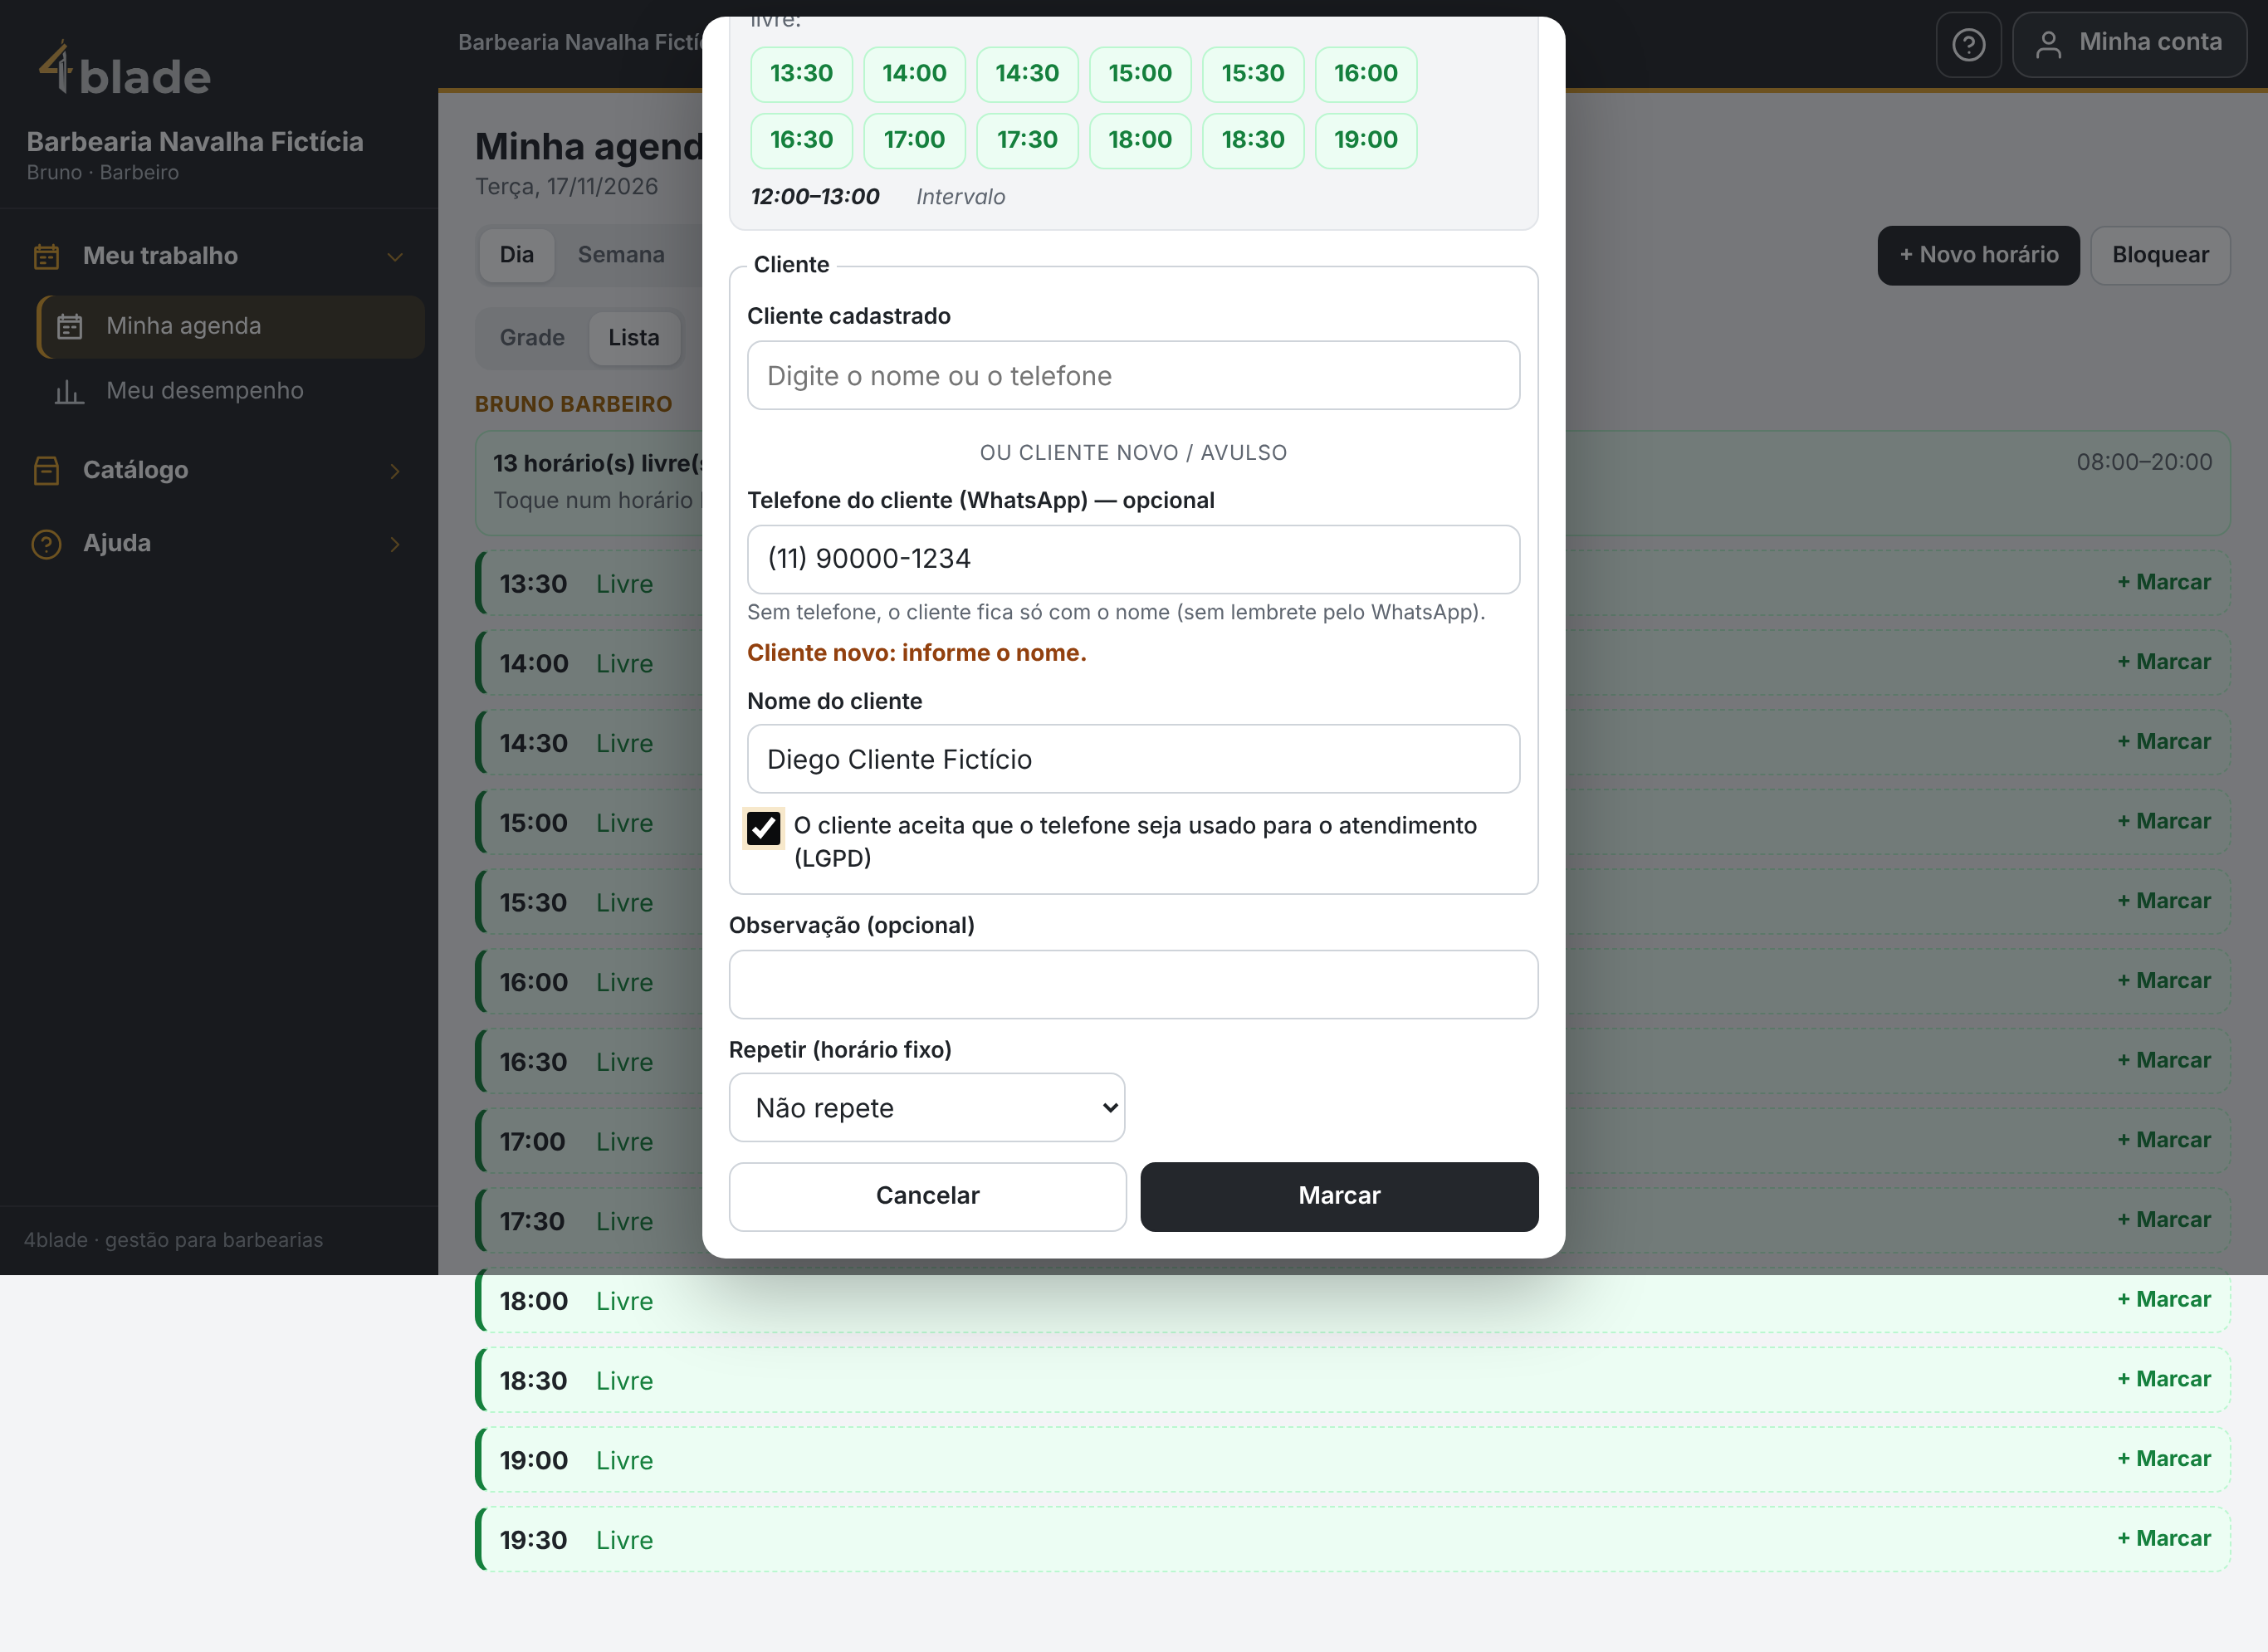 4blade
Barbearia Navalha Fictícia
Bruno · Barbeiro
Meu trabalho
Minha agenda
Meu desempenho
Catálogo
Ajuda
4blade · gestão para barbearias
Barbearia Navalha Fictí
Minha conta
Minha agend
Terça, 17/11/2026
Dia
Semana
+ Novo horário
Bloquear
Grade
Lista
BRUNO BARBEIRO
13 horário(s) livre(s
08:00–20:00
Toque num horário
13:30 Livre + Marcar
14:00 Livre + Marcar
14:30 Livre + Marcar
15:00 Livre + Marcar
15:30 Livre + Marcar
16:00 Livre + Marcar
16:30 Livre + Marcar
17:00 Livre + Marcar
17:30 Livre + Marcar
18:00 Livre + Marcar
18:30 Livre + Marcar
19:00 Livre + Marcar
19:30 Livre + Marcar
livre:
13:30 14:00 14:30 15:00 15:30 16:00
16:30 17:00 17:30 18:00 18:30 19:00
12:00–13:00 Intervalo
Cliente
Cliente cadastrado
Digite o nome ou o telefone
OU CLIENTE NOVO / AVULSO
Telefone do cliente (WhatsApp) — opcional
(11) 90000-1234
Sem telefone, o cliente fica só com o nome (sem lembrete pelo WhatsApp).
Cliente novo: informe o nome.
Nome do cliente
Diego Cliente Fictício
O cliente aceita que o telefone seja usado para o atendimento
(LGPD)
Observação (opcional)
Repetir (horário fixo)
Não repete
Cancelar
Marcar